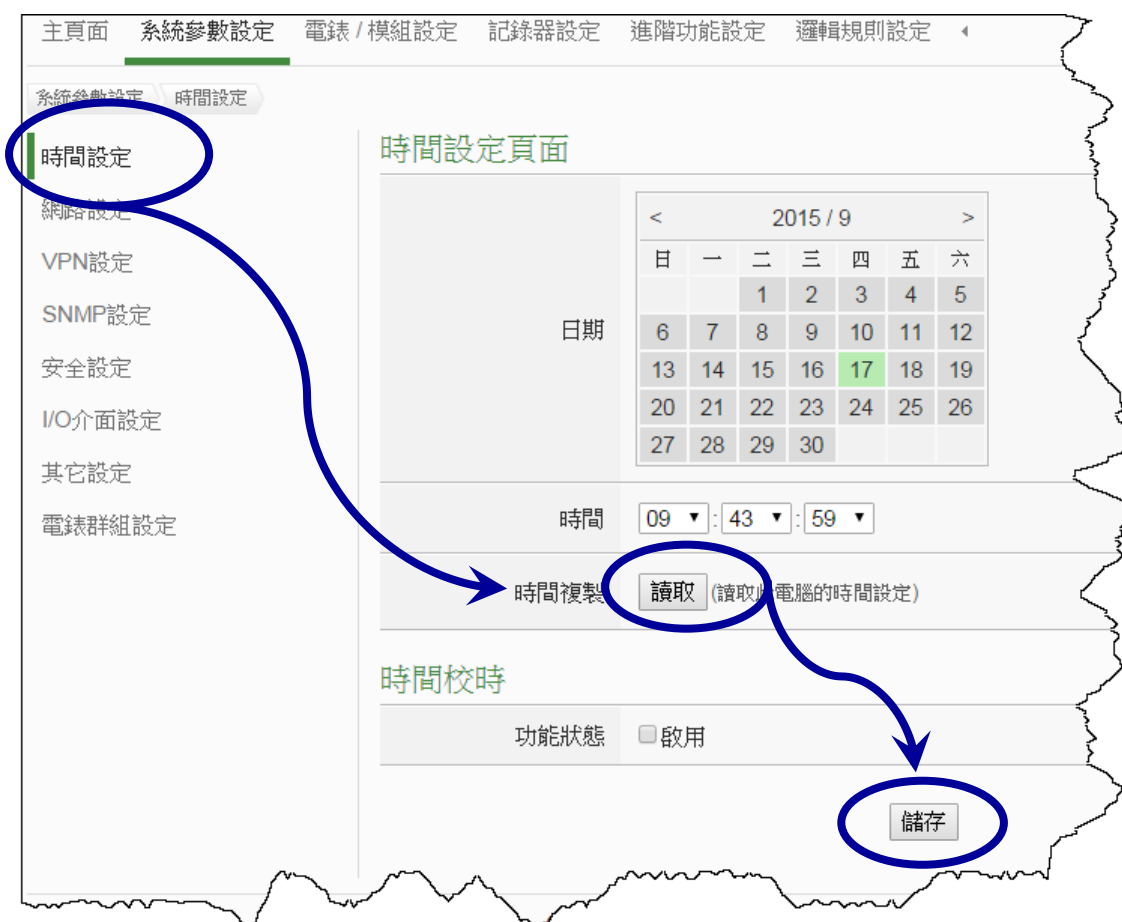 主頁面 系統參數設定 電錶 / 模組設定 記錄器設定 進階功能設定 邏輯規則設定
系統參數設定 時間設定
時間設定
網路設定
VPN設定
SNMP設定
安全設定
I/O介面設定
其它設定
電錶群組設定
時間設定頁面
日期
< 2015 / 9 >
日 一 二 三 四 五 六
1 2 3 4 5
6 7 8 9 10 11 12
13 14 15 16 17 18 19
20 21 22 23 24 25 26
27 28 29 30
時間 09 : 43 : 59
時間複製 讀取 (讀取此電腦的時間設定)
時間校時
功能狀態 啟用
儲存